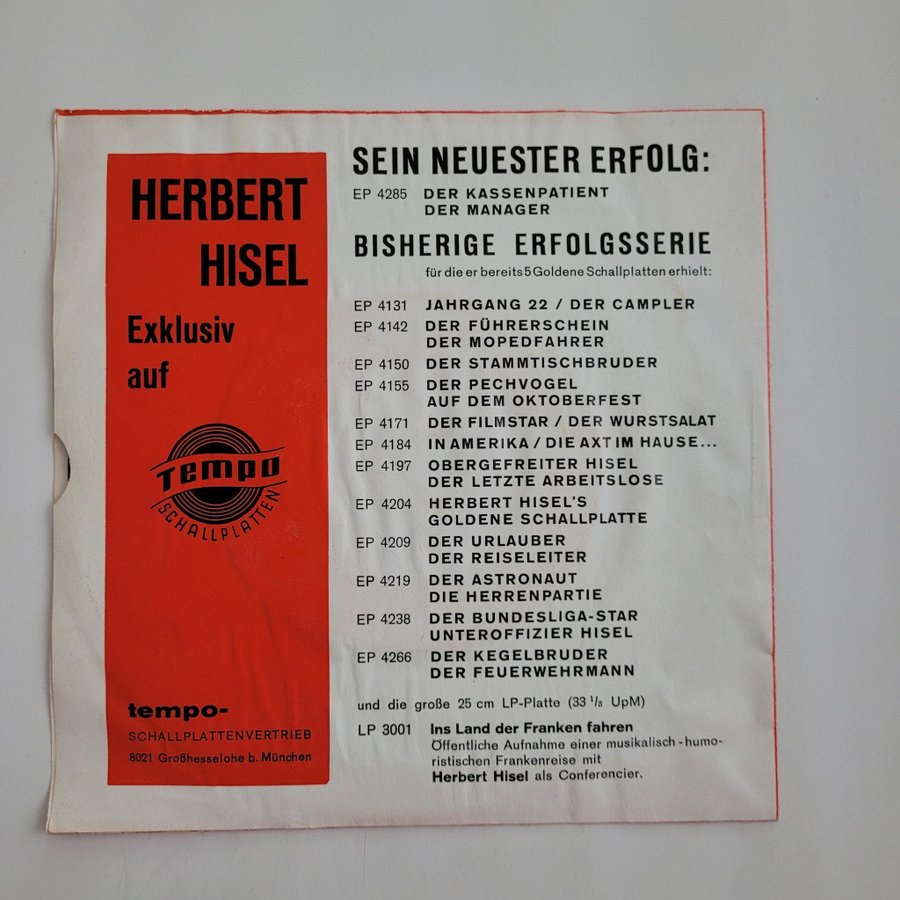 HERBERT
HISEL
Exklusiv
auf
Tempo
SCHALLPLATTEN
tempo-
SCHALLPLATTENVERTRIEB
8021 Großhesselohe b. München
SEIN NEUESTER ERFOLG:
EP 4285 DER KASSENPATIENT
DER MANAGER
BISHERIGE ERFOLGSSERIE
für die er bereits 5 Goldene Schallplatten erhielt:
EP 4131 JAHRGANG 22 / DER CAMPLER
EP 4142 DER FÜHRERSCHEIN
DER MOPEDFAHRER
EP 4150 DER STAMMTISCHBRUDER
EP 4155 DER PECHVOGEL
AUF DEM OKTOBERFEST
EP 4171 DER FILMSTAR / DER WURSTSALAT
EP 4184 IN AMERIKA / DIE AXT IM HAUSE...
EP 4197 OBERGEFREITER HISEL
DER LETZTE ARBEITSLOSE
EP 4204 HERBERT HISEL'S
GOLDENE SCHALLPLATTE
EP 4209 DER URLAUBER
DER REISELEITER
EP 4219 DER ASTRONAUT
DIE HERRENPARTIE
EP 4238 DER BUNDESLIGA-STAR
UNTEROFFIZIER HISEL
EP 4266 DER KEGELBRUDER
DER FEUERWEHRMANN
und die große 25 cm LP-Platte (33 1/3 UpM)
LP 3001 Ins Land der Franken fahren
Öffentliche Aufnahme einer musikalisch-humo-
ristischen Frankenreise mit
Herbert Hisel als Conferencier.